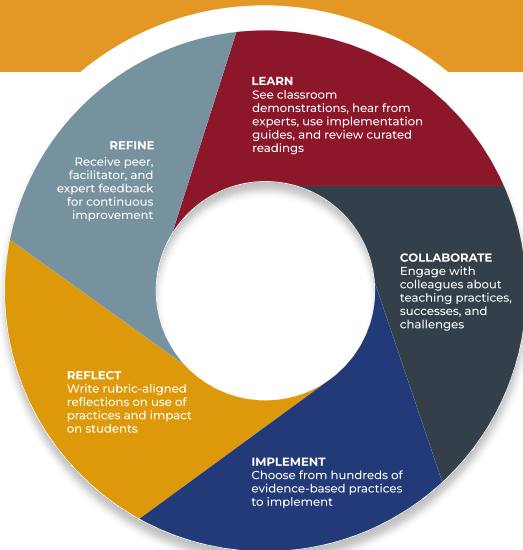 LEARN
See classroom
demonstrations, hear from
experts, use implementation
guides, and review curated
readings
COLLABORATE
Engage with
colleagues about
teaching practices,
successes, and
challenges
IMPLEMENT
Choose from hundreds of
evidence-based practices
to implement
REFLECT
Write rubric-aligned
reflections on use of
practices and impact
on students
REFINE
Receive peer,
facilitator, and
expert feedback
for continuous
improvement